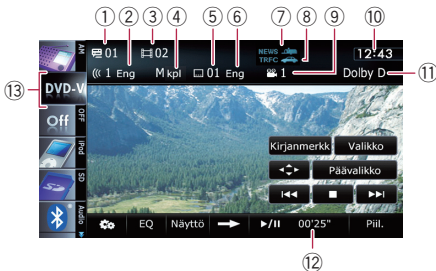 ① ② ③ ④ ⑤ ⑥ ⑦ ⑧ ⑨ ⑩
01 02 NEWS TRFC 12:43
1 Eng M kpl 01 Eng 1 Dolby D ⑪
⑬
AM
DVD-V
Off OFF
iPod
SD SD
Audio
Kirjanmerkk Valikko
Päävalikko
EQ Näyttö 00'25" Piil.
⑫